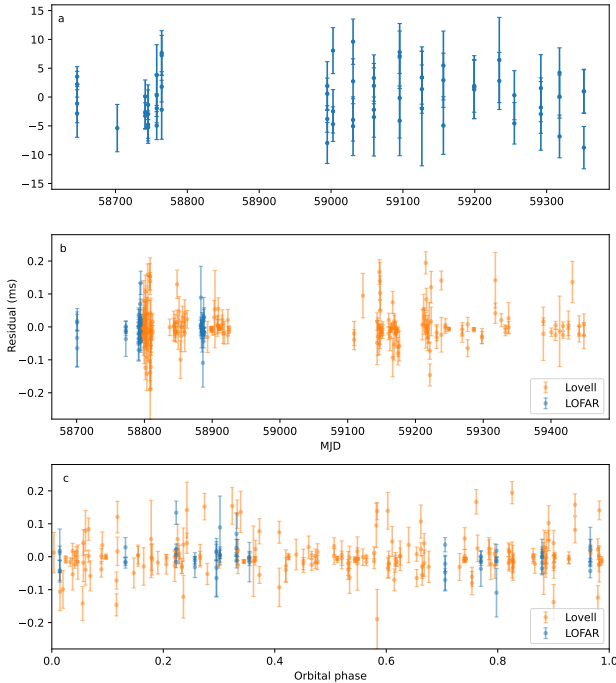 a
15
10
5
0
−5
−10
−15
58700 58800 58900 59000 59100 59200 59300
b
0.2
0.1
0.0
−0.1
−0.2
Residual (ms)
Lovell
LOFAR
58700 58800 58900 59000 59100 59200 59300 59400
MJD
c
0.2
0.1
0.0
−0.1
−0.2
Lovell
LOFAR
0.0 0.2 0.4 0.6 0.8 1.0
Orbital phase